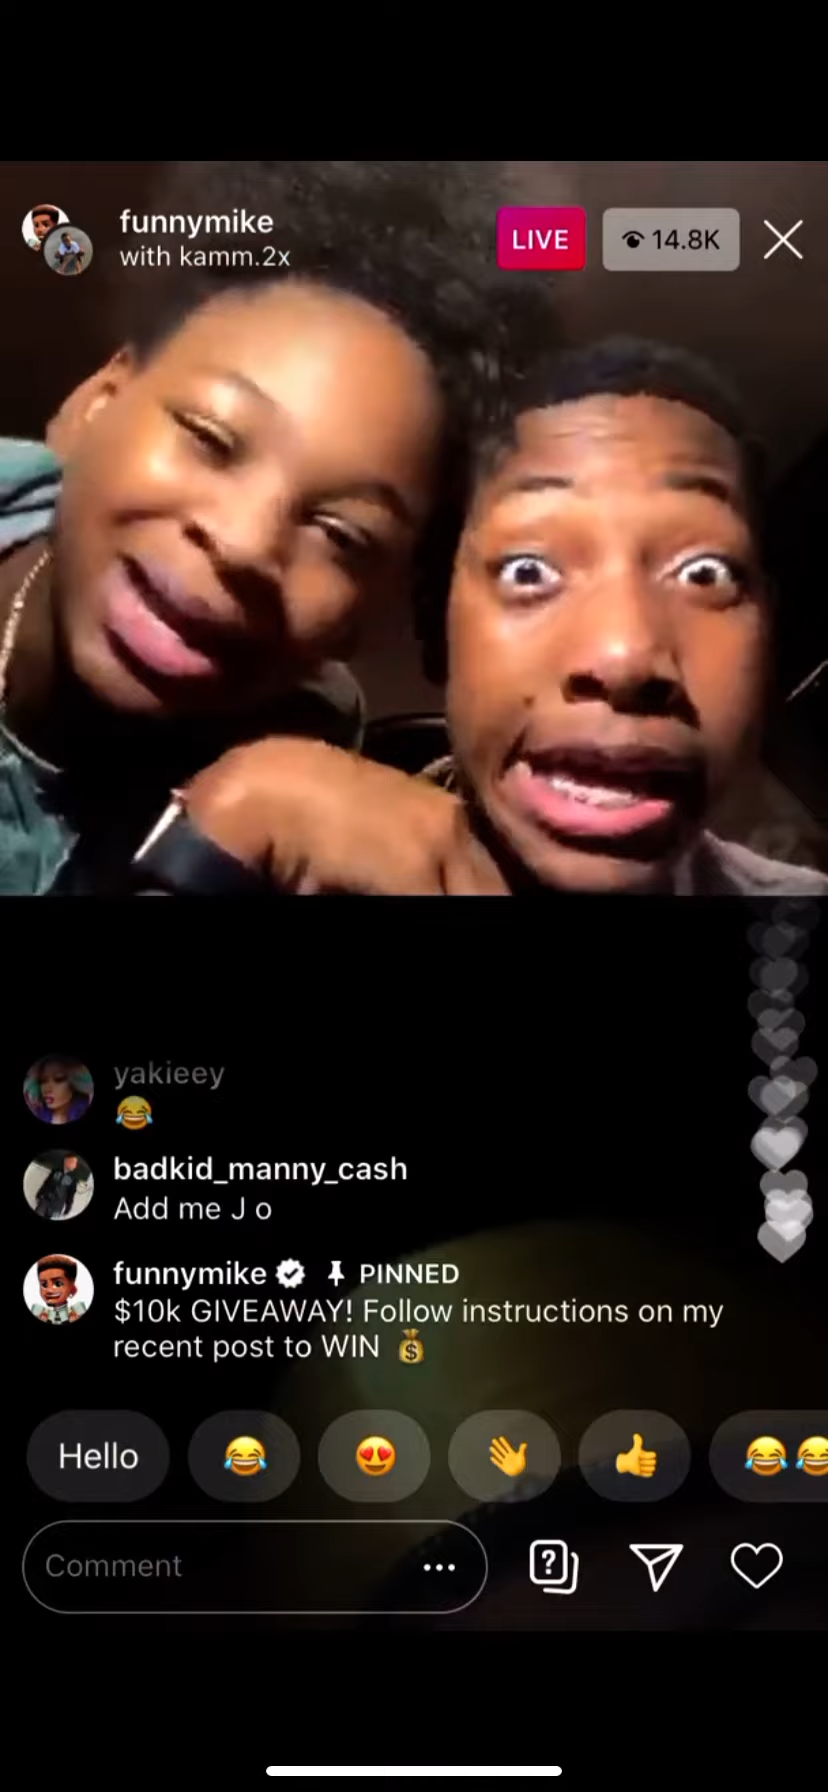 funnymike
with kamm.2x
LIVE
14.8K
yakieey
😂
badkid_manny_cash
Add me J o
funnymike PINNED
$10k GIVEAWAY! Follow instructions on my
recent post to WIN 💰
Hello 😂 😍 👋 👍 😂😂
Comment